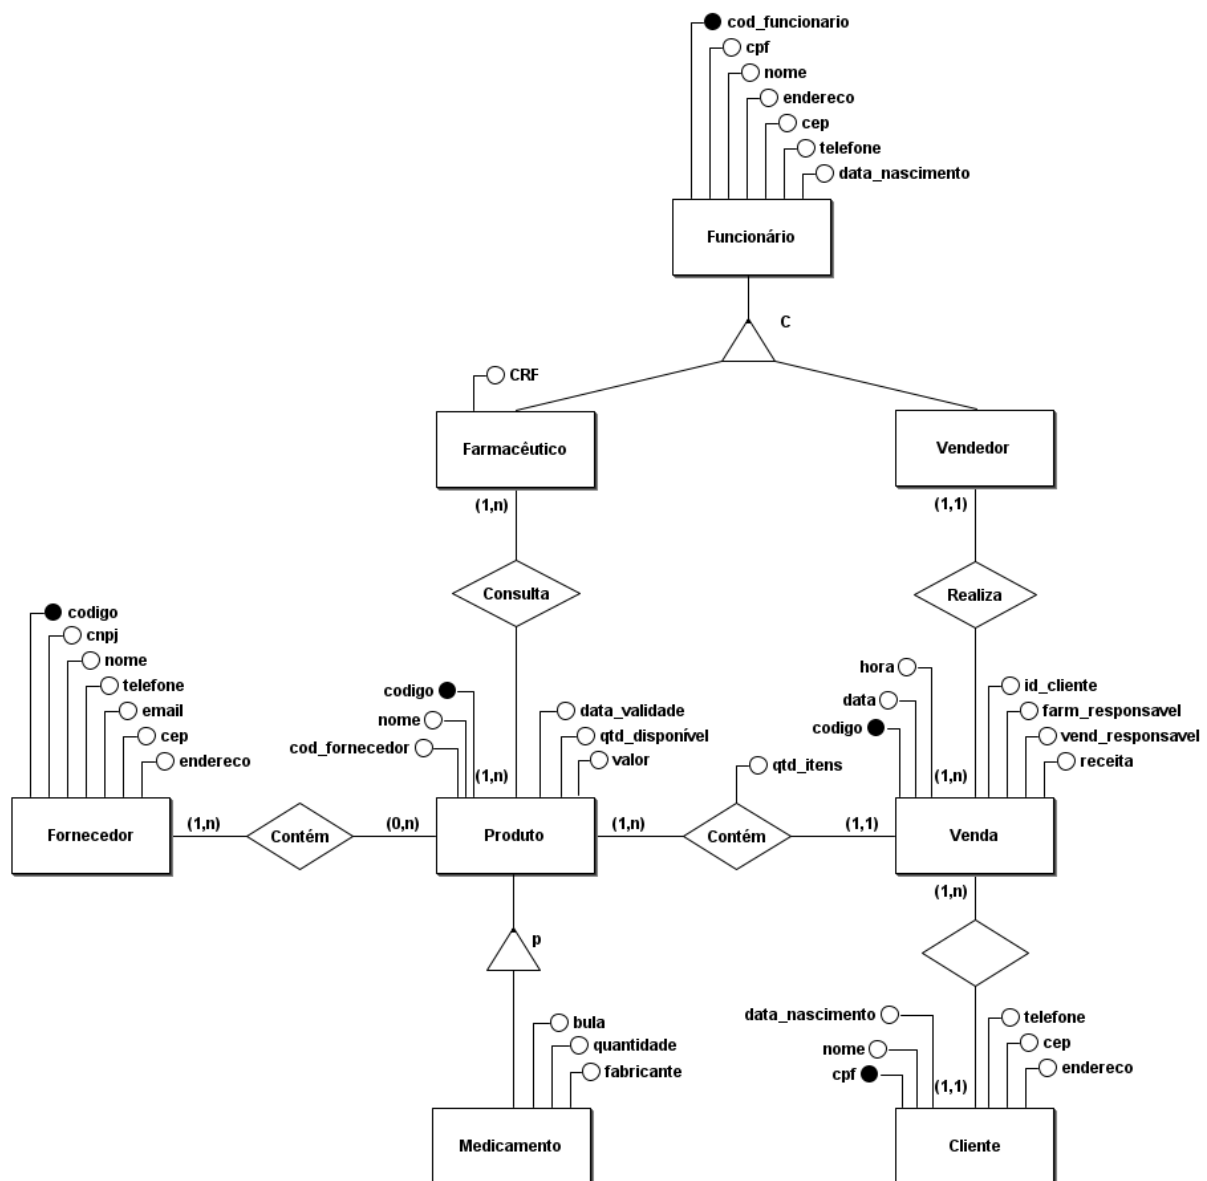 cod_funcionario
cpf
nome
endereco
cep
telefone
data_nascimento
Funcionário
C
CRF
Farmacêutico
Vendedor
(1,n)
(1,1)
Consulta
Realiza
codigo
cnpj
nome
telefone
email
cep
endereco
codigo
nome
cod_fornecedor
data_validade
qtd_disponível
valor
(1,n)
hora
data
codigo
id_cliente
farm_responsavel
vend_responsavel
receita
(1,n)
qtd_itens
Fornecedor
(1,n)
Contém
(0,n)
Produto
(1,n)
Contém
(1,1)
Venda
(1,n)
p
bula
quantidade
fabricante
Medicamento
data_nascimento
nome
cpf
(1,1)
telefone
cep
endereco
Cliente